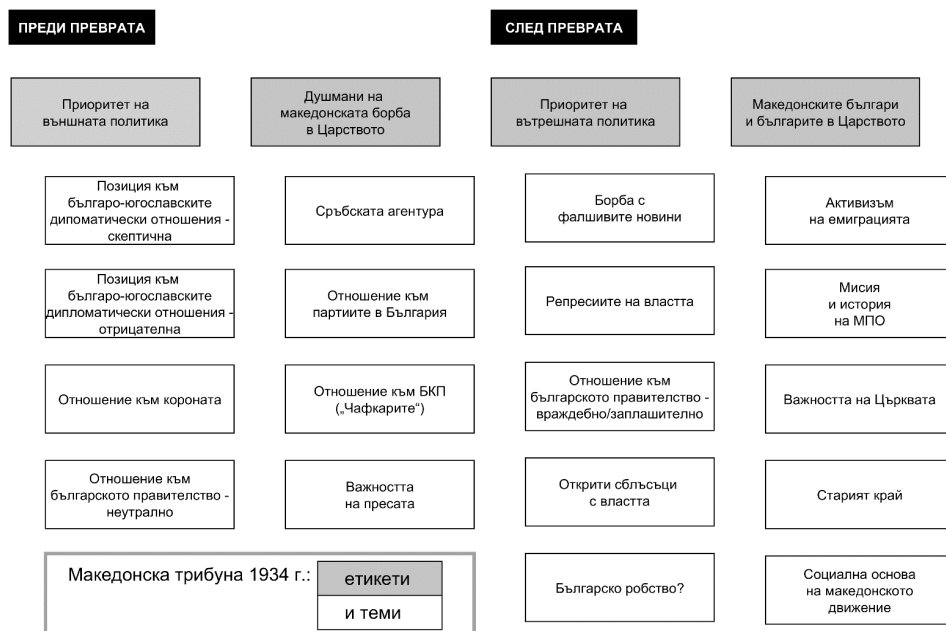 ПРЕДИ ПРЕВРАТА
СЛЕД ПРЕВРАТА
Приоритет на
външната политика
Душмани на
македонската борба
в Царството
Приоритет на
вътрешната политика
Македонските българи
и българите в Царството
Позиция към
българо-югославските
дипоматически отношения -
скептична
Сръбската агентура
Борба с
фалшивите новини
Активизъм
на емиграцията
Позиция към
българо-югославските
дипломатически отношения -
отрицателна
Отношение към
партиите в България
Репресиите на властта
Мисия
и история
на МПО
Отношение към короната
Отношение към БКП
(„Чафкарите“)
Отношение към
българското правителство -
враждебно/заплашително
Важността на Църквата
Отношение към
българското правителство -
неутрално
Важността
на пресата
Открити сблъсъци
с властта
Старият край
Македонска трибуна 1934 г.:
етикети
и теми
Българско робство?
Социална основа
на македонското
движение